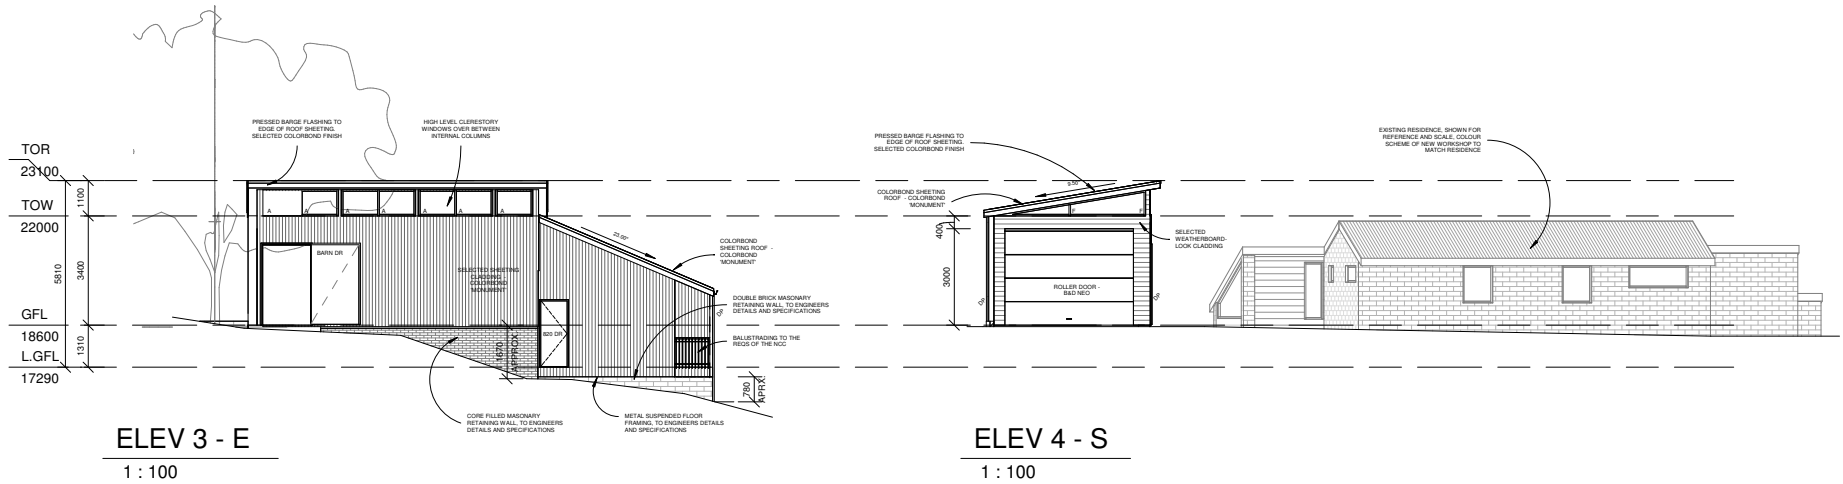 TOR
23100
TOW
22000
GFL
18600
L.GFL
17290
5810
1100
3400
1310
PRESSED BARGE FLASHING TO
EDGE OF ROOF SHEETING.
SELECTED COLORBOND FINISH
HIGH LEVEL CLERESTORY
WINDOWS OVER BETWEEN
INTERNAL COLUMNS
A
A
A
A
A
A
A
BARN DR
SELECTED SHEETING
CLADDING -
COLORBOND
'MONUMENT'
23.00°
COLORBOND
SHEETING ROOF -
COLORBOND
'MONUMENT'
DOUBLE BRICK MASONARY
RETAINING WALL, TO ENGINEERS
DETAILS AND SPECIFICATIONS
DP
820 DR
1670
APPROX
BALUSTRADING TO THE
REQS OF THE NCC
780
APRX.
CORE FILLED MASONARY
RETAINING WALL, TO ENGINEERS
DETAILS AND SPECIFICATIONS
METAL SUSPENDED FLOOR
FRAMING, TO ENGINEERS DETAILS
AND SPECIFICATIONS
ELEV 3 - E
1 : 100
PRESSED BARGE FLASHING TO
EDGE OF ROOF SHEETING.
SELECTED COLORBOND FINISH
COLORBOND SHEETING
ROOF - COLORBOND
'MONUMENT'
9.50°
F
F
400
3000
SELECTED
WEATHERBOARD-
LOOK CLADDING
ROLLER DOOR -
B&D NEO
DP
DP
EXISTING RESIDENCE, SHOWN FOR
REFERENCE AND SCALE, COLOUR
SCHEME OF NEW WORKSHOP TO
MATCH RESIDENCE
ELEV 4 - S
1 : 100